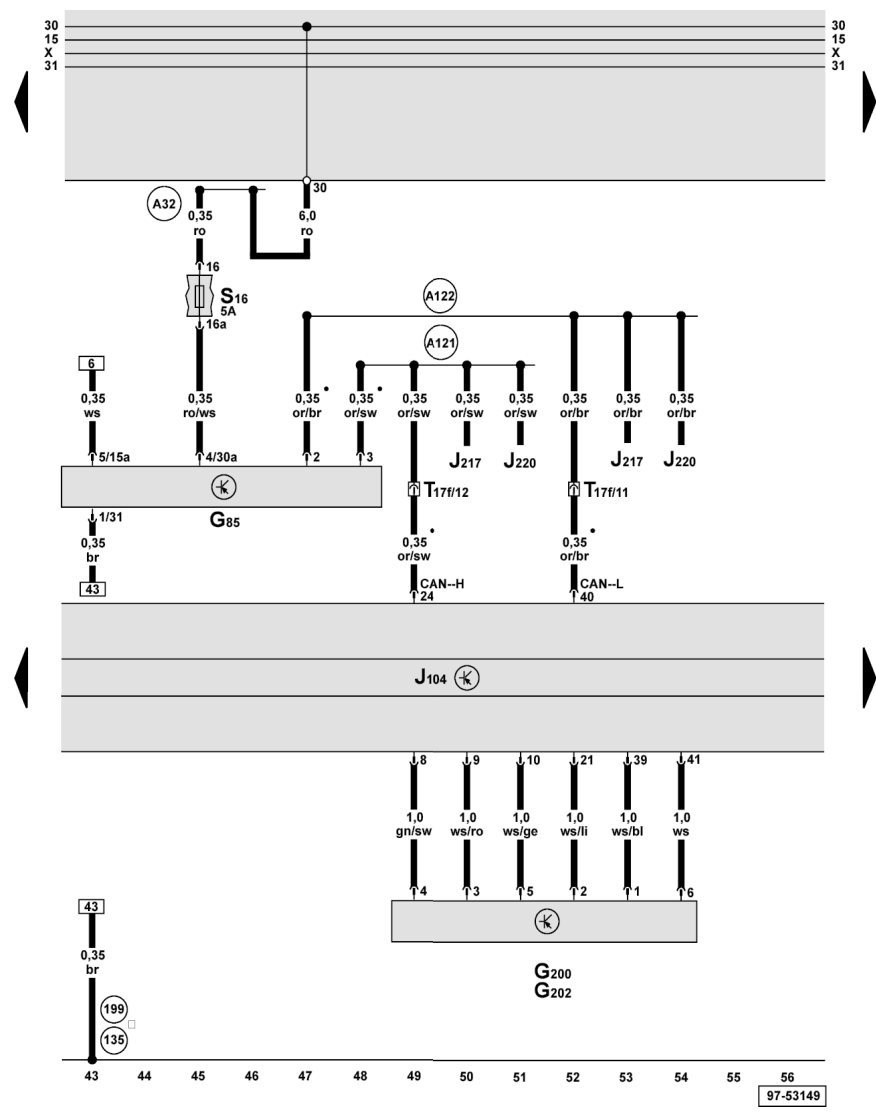 30 30
15 15
X X
31 31
30
A32
0,35 6,0
ro ro
16
S16
5A
16a
A122
A121
6
0,35 0,35 0,35 0,35 0,35 0,35 0,35 0,35 0,35 0,35
ws ro/ws or/br or/sw or/sw or/sw or/sw or/br or/br or/br
J217 J220 J217 J220
5/15a 4/30a 2 3
T17f/12 T17f/11
G85
1/31
0,35 0,35 0,35
br or/sw or/br
43
CAN--H CAN--L
24 40
J104
8 9 10 21 39 41
1,0 1,0 1,0 1,0 1,0 1,0
gn/sw ws/ro ws/ge ws/li ws/bl ws
4 3 5 2 1 6
43
0,35
br
G200
G202
199
135
43 44 45 46 47 48 49 50 51 52 53 54 55 56
97-53149